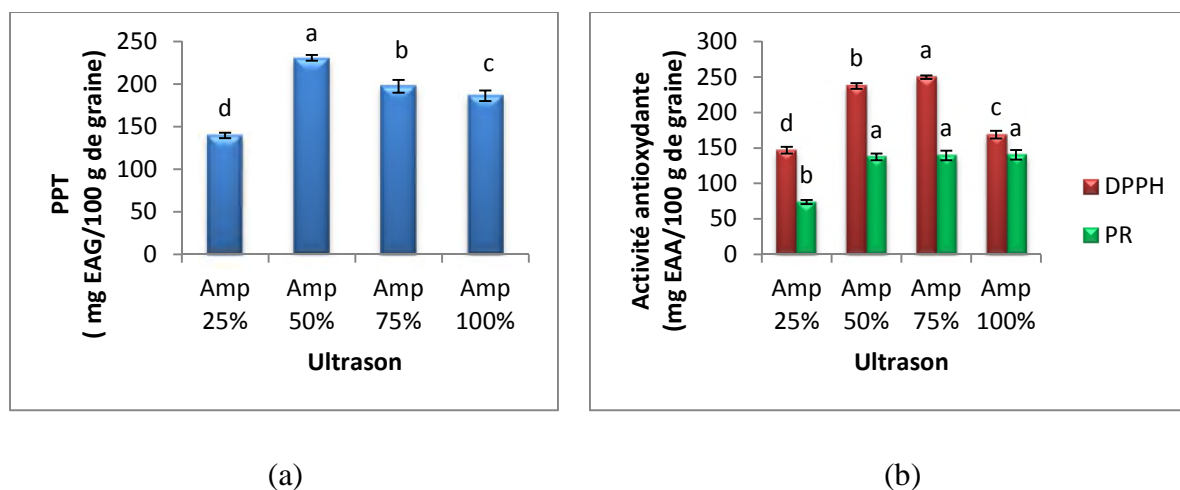 PPT
( mg EAG/100 g de graine)
250
200
150
100
50
0
a
b
c
d
Amp Amp Amp Amp
25% 50% 75% 100%
Ultrason
(a)
Activité antioxydante
(mg EAA/100 g de graine)
300
250
200
150
100
50
0
d
b
b
a
a
a
c
a
Amp Amp Amp Amp
25% 50% 75% 100%
Ultrason
DPPH
PR
(b)